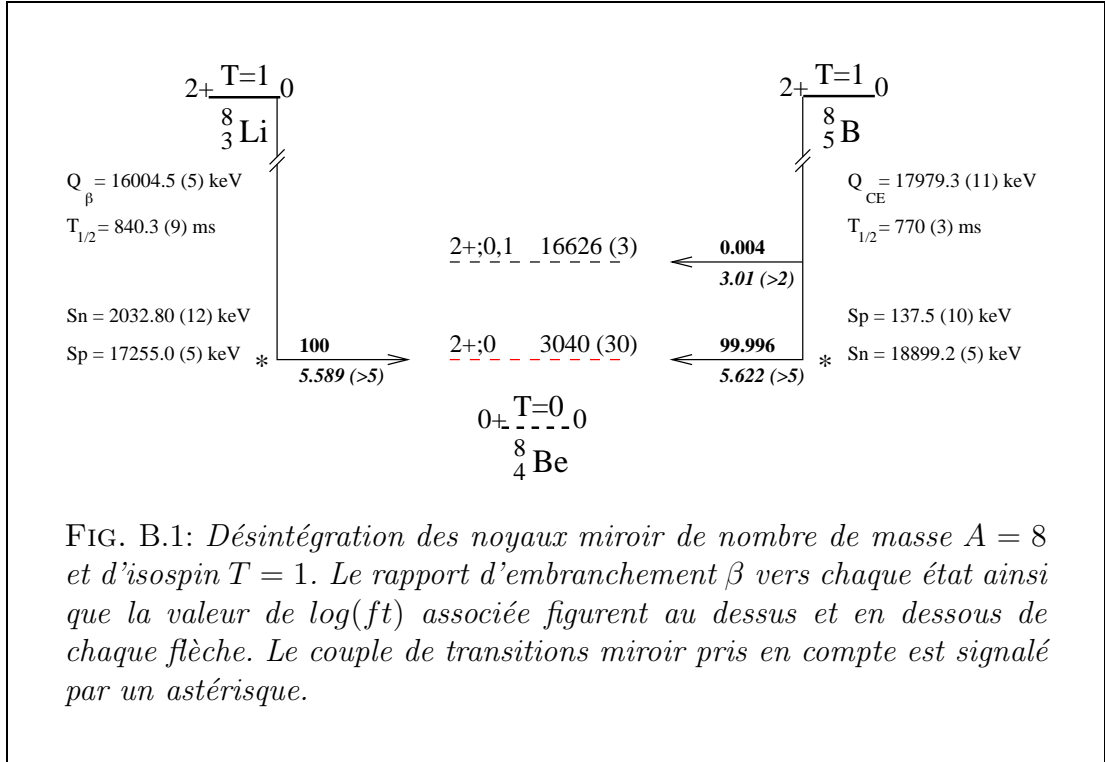 2+ T=1 0
8 3 Li
Q β = 16004.5 (5) keV
T 1/2 = 840.3 (9) ms
Sn = 2032.80 (12) keV
Sp = 17255.0 (5) keV
*
100
5.589 (>5)
2+;0,1 16626 (3)
2+;0 3040 (30)
0+ T=0 0
8 4 Be
2+ T=1 0
8 5 B
Q CE = 17979.3 (11) keV
T 1/2 = 770 (3) ms
0.004
3.01 (>2)
Sp = 137.5 (10) keV
Sn = 18899.2 (5) keV
99.996
5.622 (>5)
*
FIG. B.1: Désintégration des noyaux miroir de nombre de masse A = 8
et d'isospin T = 1. Le rapport d'embranchement β vers chaque état ainsi
que la valeur de log(ft) associée figurent au dessus et en dessous de
chaque flèche. Le couple de transitions miroir pris en compte est signalé
par un astérisque.